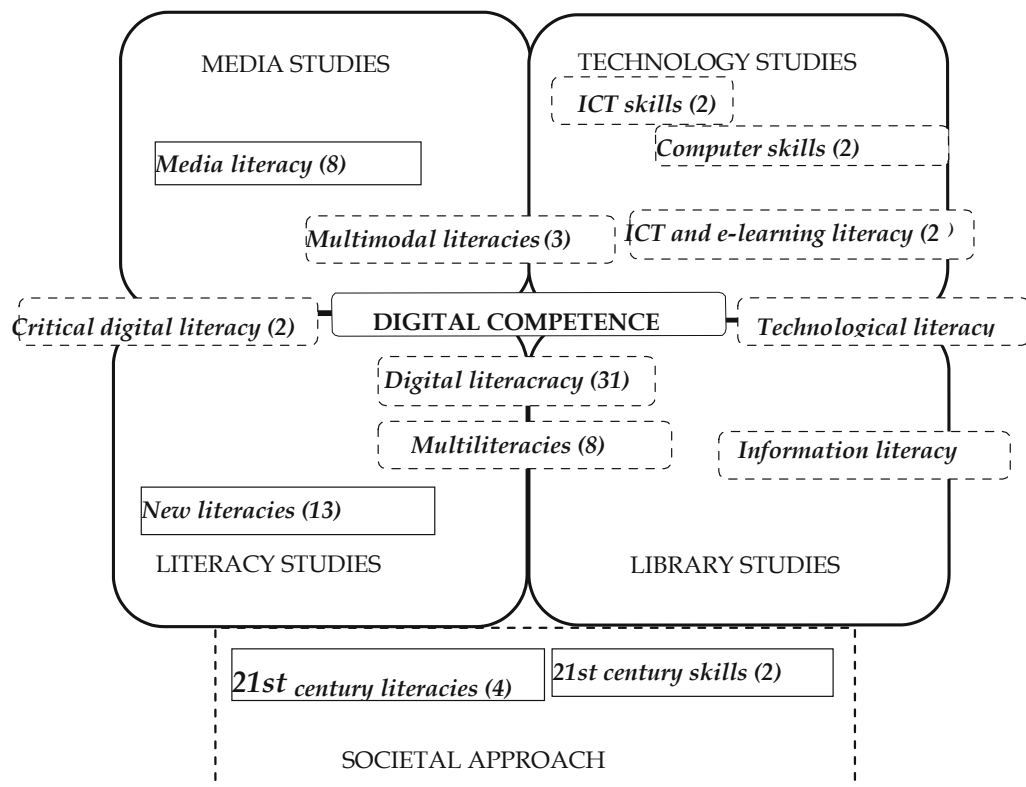 MEDIA STUDIES
TECHNOLOGY STUDIES
ICT skills (2)
Computer skills (2)
Media literacy (8)
Multimodal literacies (3)
ICT and e-learning literacy (2 )
Critical digital literacy (2)
DIGITAL COMPETENCE
Technological literacy
Digital literacracy (31)
Multiliteracies (8)
Information literacy
New literacies (13)
LITERACY STUDIES
LIBRARY STUDIES
21st century literacies (4)
21st century skills (2)
SOCIETAL APPROACH